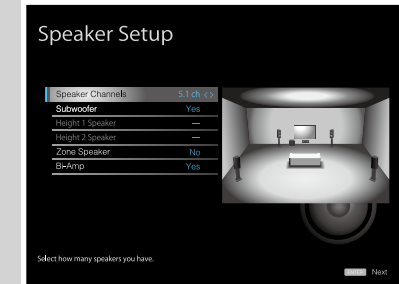 Speaker Setup
Speaker Channels 5.1 ch < >
Subwoofer Yes
Height 1 Speaker —
Height 2 Speaker —
Zone Speaker No
Bi-Amp Yes
Select how many speakers you have.
ENTER Next